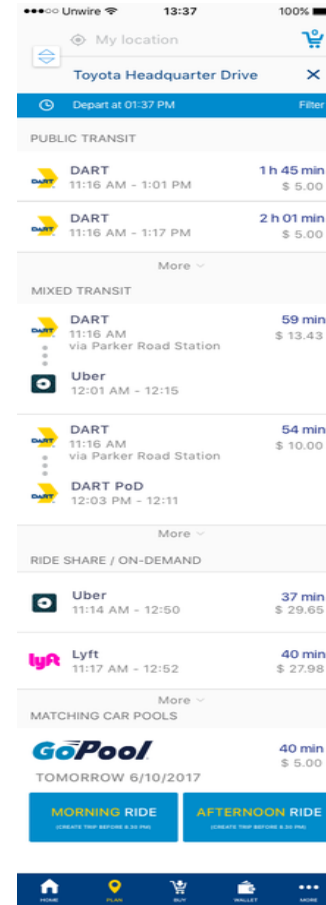 Unwire 13:37 100%
My location
Toyota Headquarter Drive
Depart at 01:37 PM Filter
PUBLIC TRANSIT
DART DART 1 h 45 min
11:16 AM - 1:01 PM $ 5.00
DART DART 2 h 01 min
11:16 AM - 1:17 PM $ 5.00
More
MIXED TRANSIT
DART DART 59 min
11:16 AM $ 13.43
via Parker Road Station
Uber
12:01 AM - 12:15
DART DART 54 min
11:16 AM $ 10.00
via Parker Road Station
DART DART PoD
12:03 PM - 12:11
More
RIDE SHARE / ON-DEMAND
Uber 37 min
11:14 AM - 12:50 $ 29.65
lyft Lyft 40 min
11:17 AM - 12:52 $ 27.98
More
MATCHING CAR POOLS
GoPool 40 min
$ 5.00
TOMORROW 6/10/2017
MORNING RIDE AFTERNOON RIDE
(CREATE TRIP BEFORE 8.30 PM) (CREATE TRIP BEFORE 8.30 PM)
HOME PLAN BUY WALLET MORE